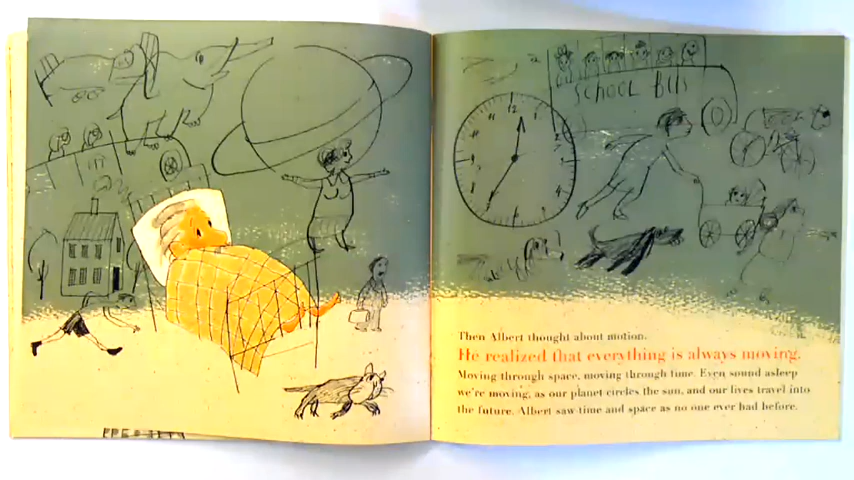 SCHOOL BUS
12
Then Albert thought about motion.
He realized that everything is always moving.
Moving through space, moving through time. Even sound asleep
we're moving, as our planet circles the sun, and our lives travel into
the future. Albert saw time and space as no one ever had before.